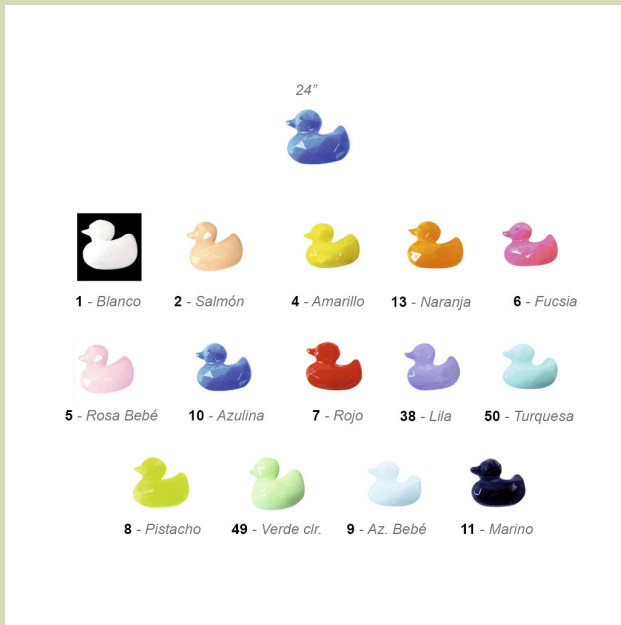 24”
1 - Blanco 2 - Salmón 4 - Amarillo 13 - Naranja 6 - Fucsia
5 - Rosa Bebé 10 - Azulina 7 - Rojo 38 - Lila 50 - Turquesa
8 - Pistacho 49 - Verde clr. 9 - Az. Bebé 11 - Marino